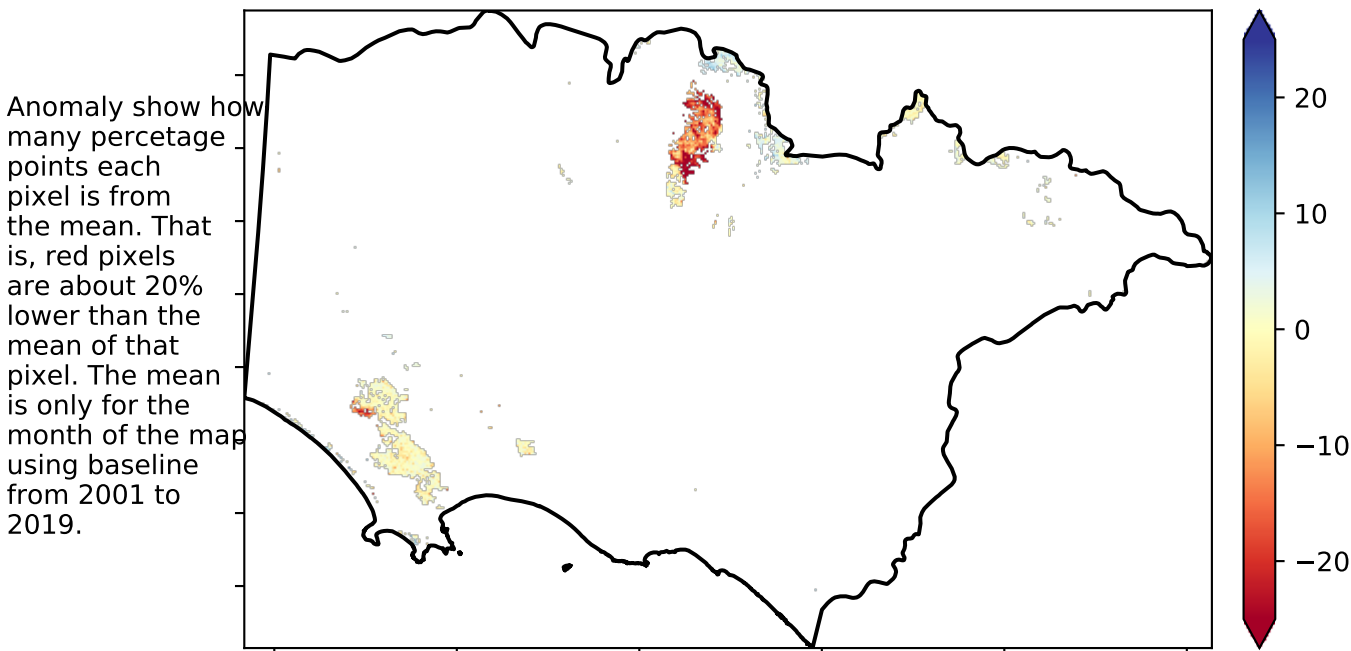 Anomaly show how
many percetage
points each
pixel is from
the mean. That
is, red pixels
are about 20%
lower than the
mean of that
pixel. The mean
is only for the
month of the map
using baseline
from 2001 to
2019.
20
10
0
−10
−20